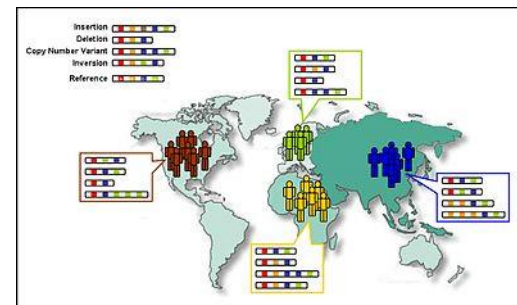 Insertion
Deletion
Copy Number Variant
Inversion
Reference